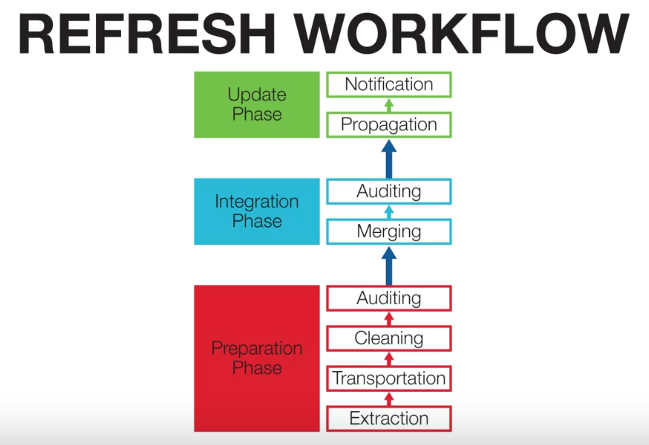 REFRESH WORKFLOW
Update
Phase
Notification
Propagation
Integration
Phase
Auditing
Merging
Preparation
Phase
Auditing
Cleaning
Transportation
Extraction